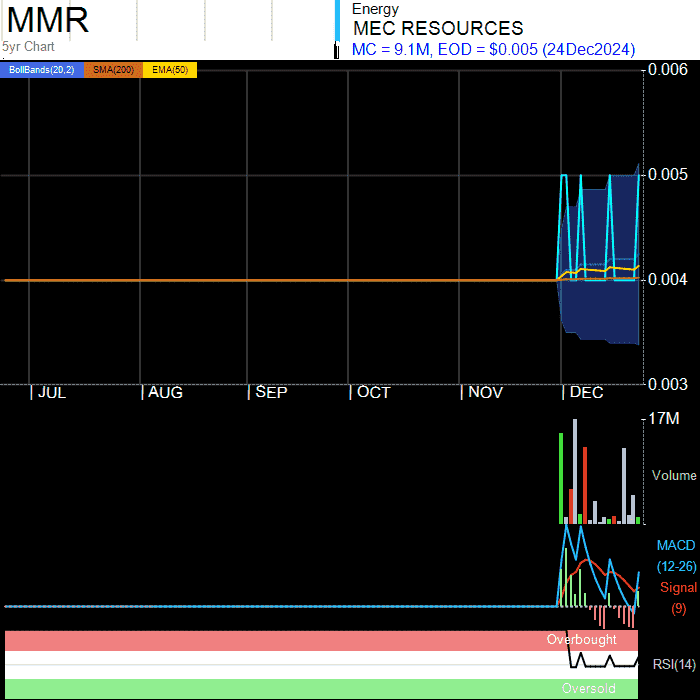 MMR
5yr Chart
Energy
MEC RESOURCES
MC = 9.1M, EOD = $0.005 (24Dec2024)
BollBands(20,2) SMA(200) EMA(50)
0.006
0.005
0.004
0.003
JUL AUG SEP OCT NOV DEC
17M
Volume
MACD
(12-26)
Signal
(9)
Overbought
RSI(14)
Oversold